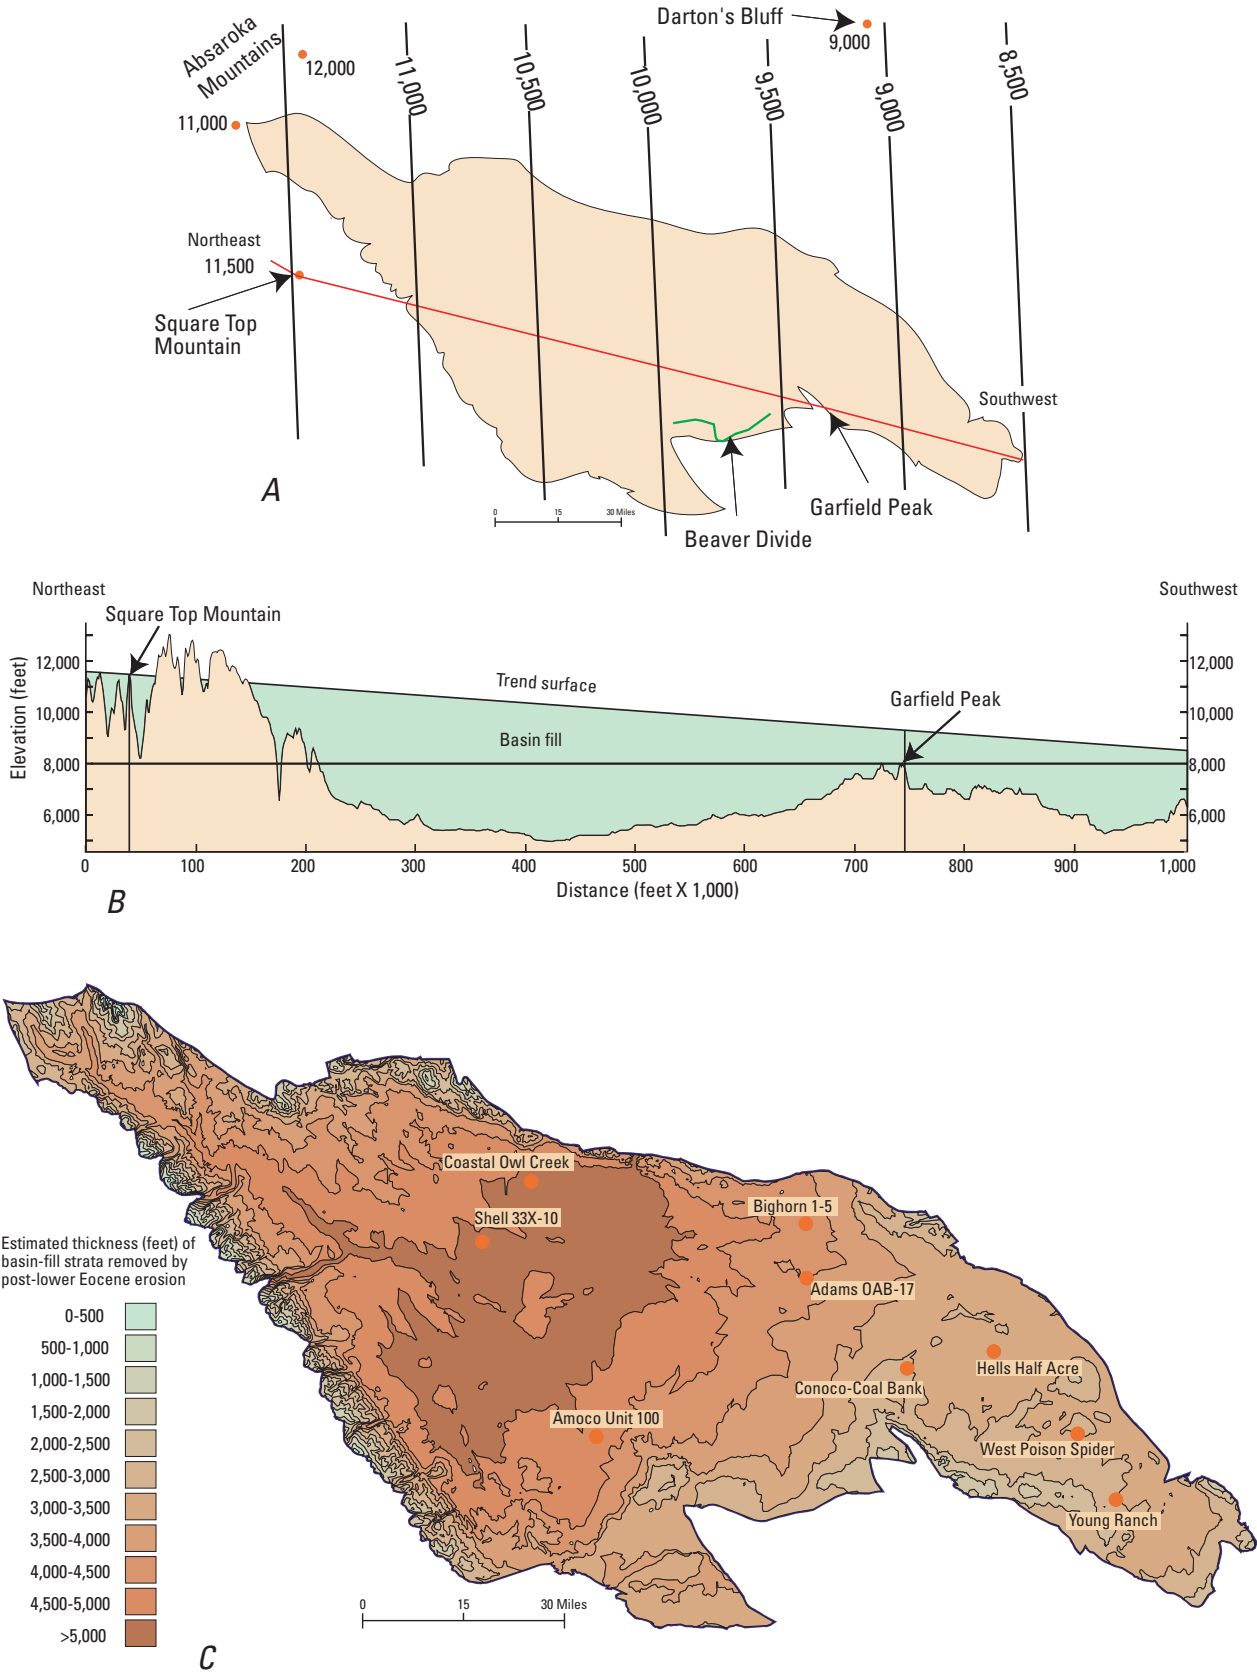 Darton's Bluff
9,000
Absaroka
Mountains
12,000
11,000
11,000
10,500
10,000
9,500
9,000
8,500
Northeast
11,500
Square Top
Mountain
Southwest
Garfield Peak
Beaver Divide
0 15 30 Miles
A
Northeast
Southwest
Square Top Mountain
Trend surface
Garfield Peak
Basin fill
Elevation (feet)
12,000
10,000
8,000
6,000
12,000
10,000
8,000
6,000
0 100 200 300 400 500 600 700 800 900 1,000
Distance (feet X 1,000)
B
Coastal Owl Creek
Shell 33X-10
Bighorn 1-5
Adams OAB-17
Hells Half Acre
Conoco-Coal Bank
Amoco Unit 100
West Poison Spider
Young Ranch
Estimated thickness (feet) of
basin-fill strata removed by
post-lower Eocene erosion
0-500
500-1,000
1,000-1,500
1,500-2,000
2,000-2,500
2,500-3,000
3,000-3,500
3,500-4,000
4,000-4,500
4,500-5,000
>5,000
0 15 30 Miles
C